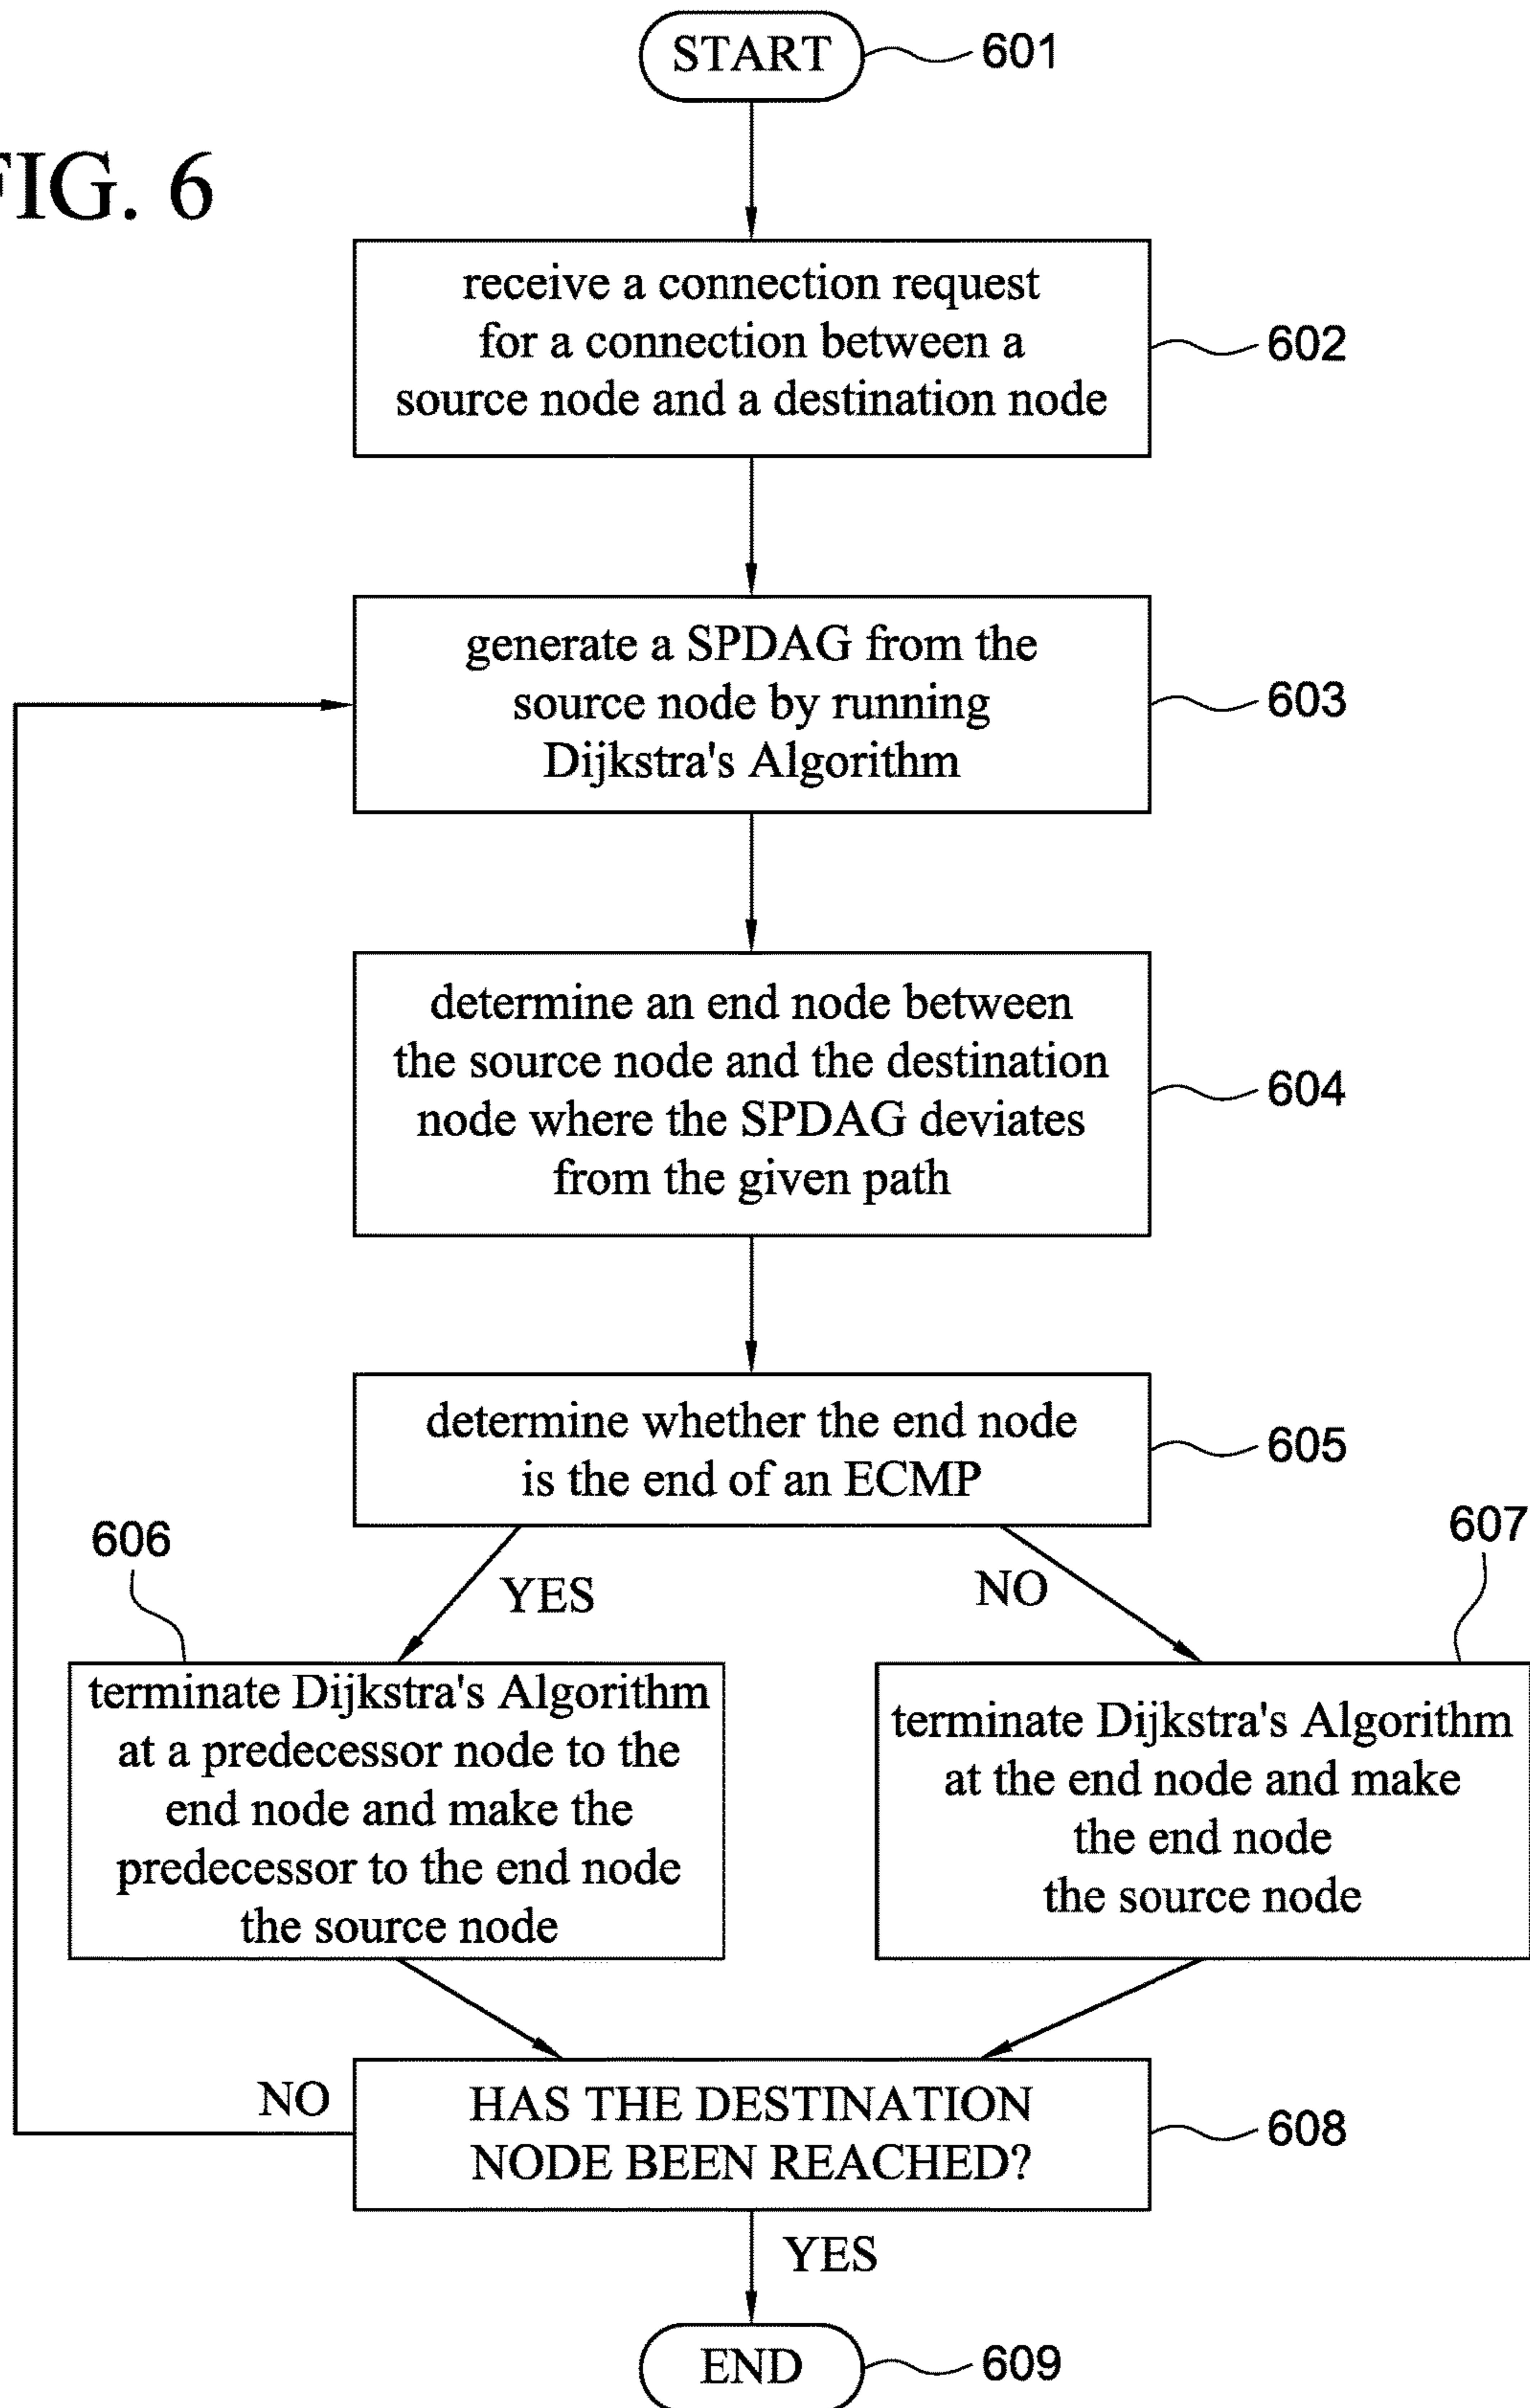 START
601
FIG. 6
receive a connection request
for a connection between a
source node and a destination node
602
generate a SPDAG from the
source node by running
Dijkstra's Algorithm
603
determine an end node between
the source node and the destination
node where the SPDAG deviates
from the given path
604
determine whether the end node
is the end of an ECMP
605
606
YES
NO
607
terminate Dijkstra's Algorithm
at a predecessor node to the
end node and make the
predecessor to the end node
the source node
terminate Dijkstra's Algorithm
at the end node and make
the end node
the source node
NO
HAS THE DESTINATION
NODE BEEN REACHED?
608
YES
END
609